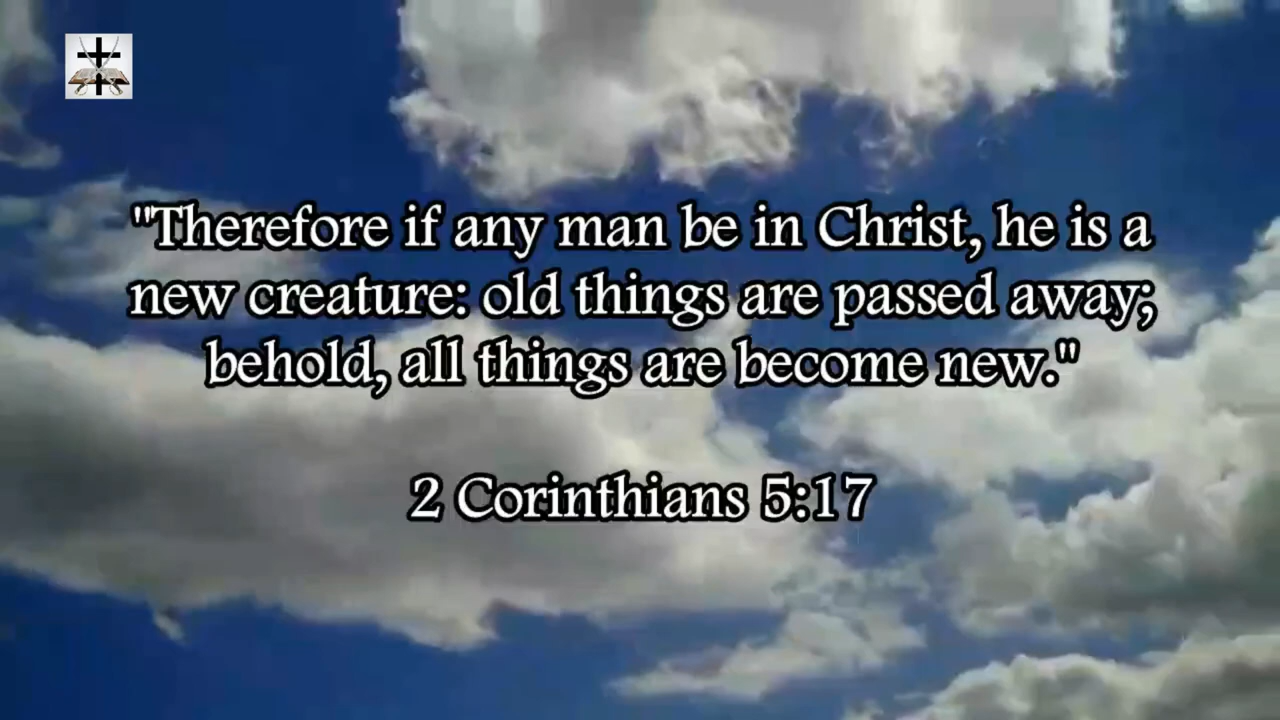 "Therefore if any man be in Christ, he is a
new creature: old things are passed away;
behold, all things are become new."
2 Corinthians 5:17